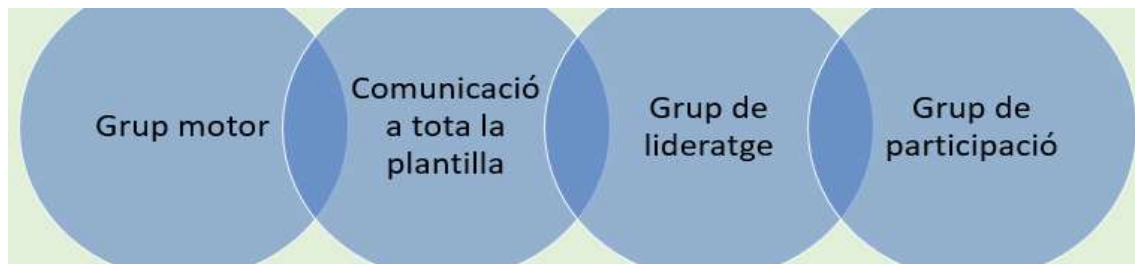 Grup motor
Comunicació
a tota la
plantilla
Grup de
lideratge
Grup de
participació